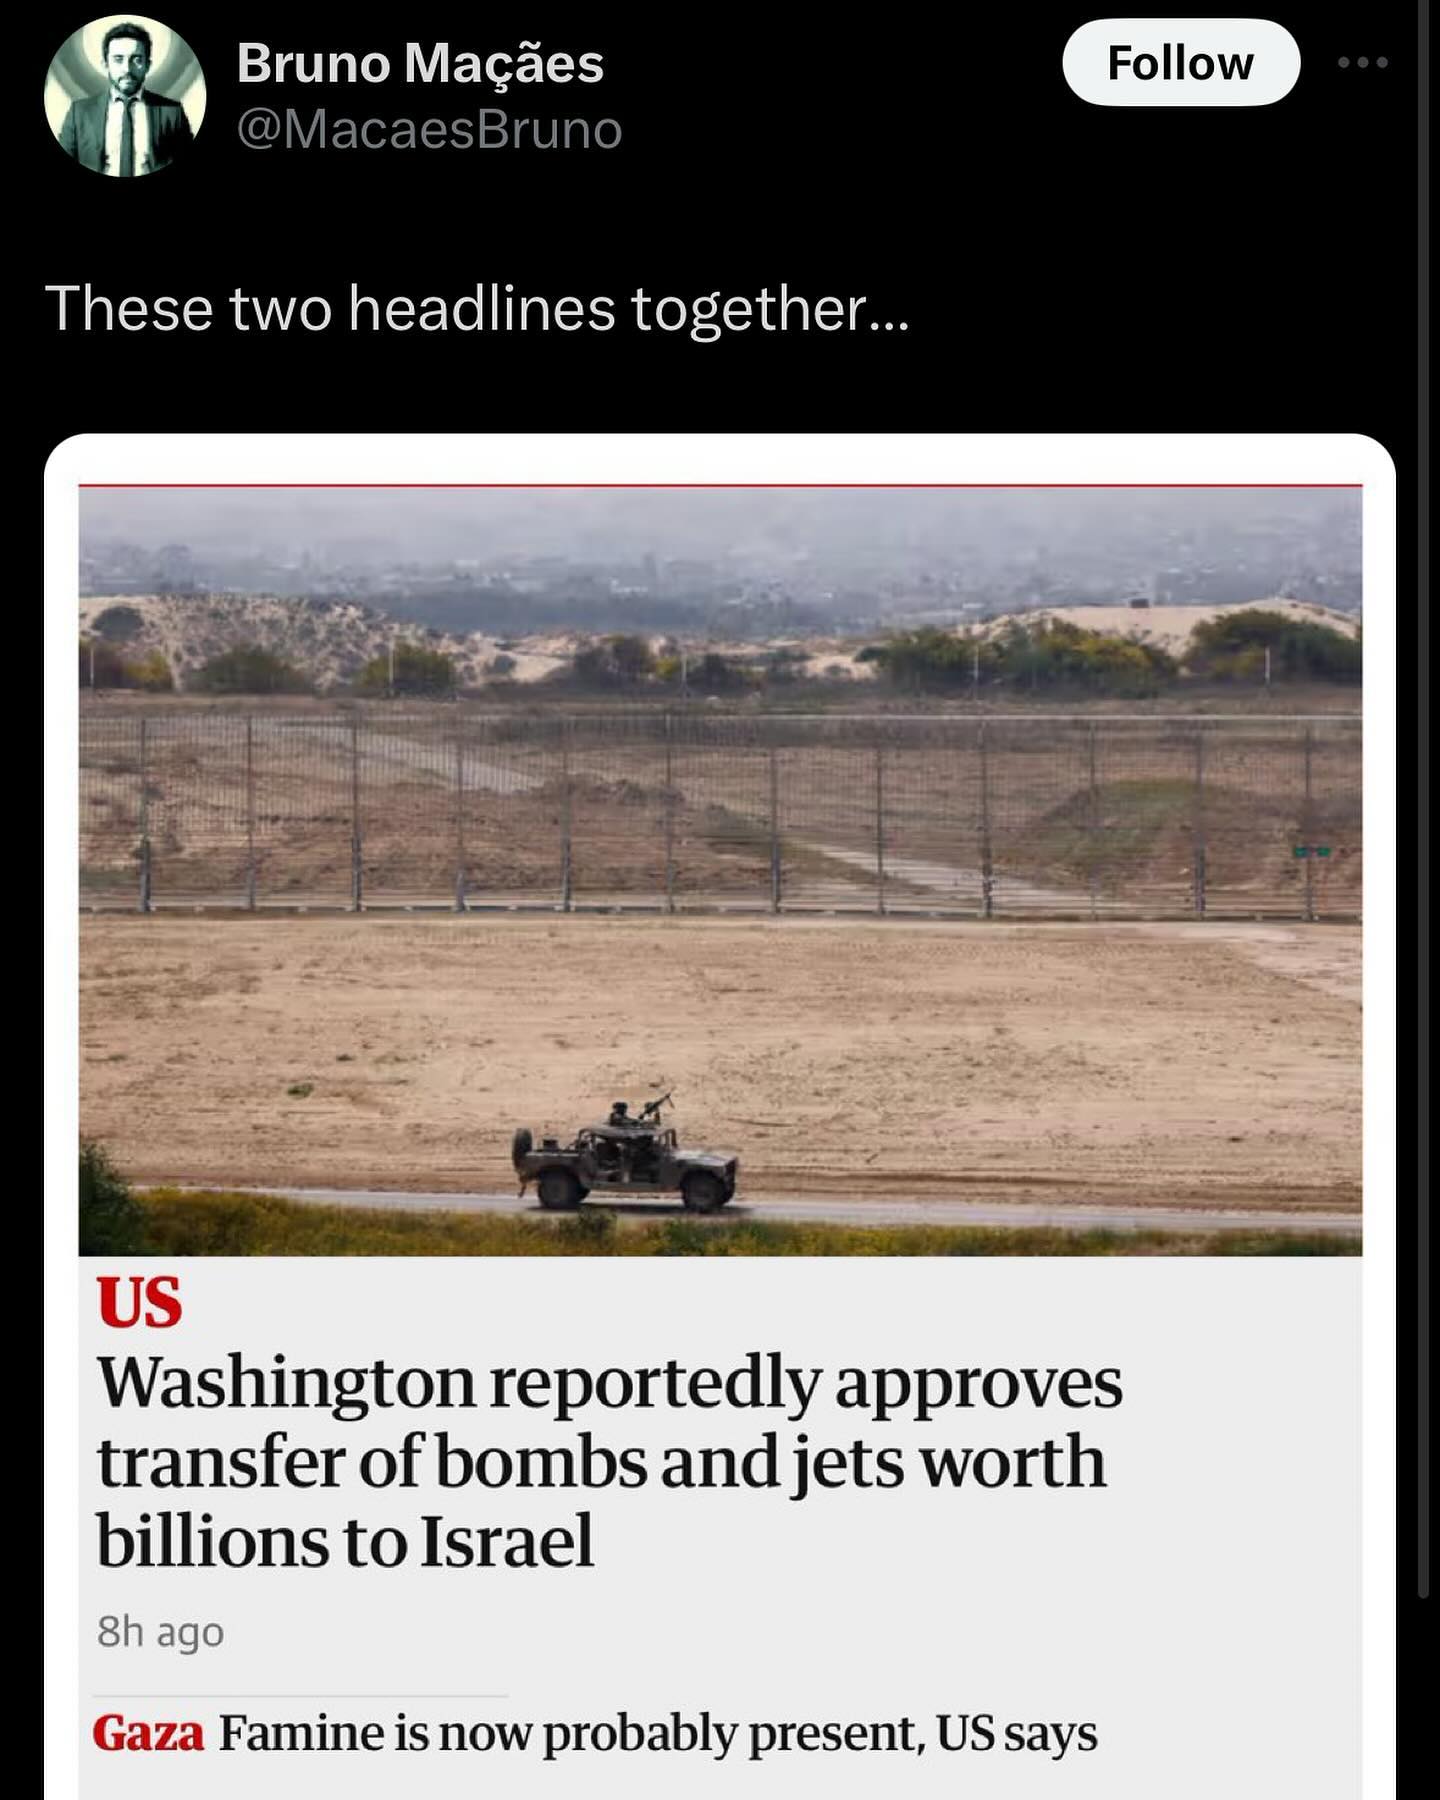 Bruno Maçães
Follow
@MacaesBruno
These two headlines together...
US
Washington reportedly approves
transfer of bombs and jets worth
billions to Israel
8h ago
Gaza Famine is now probably present, US says